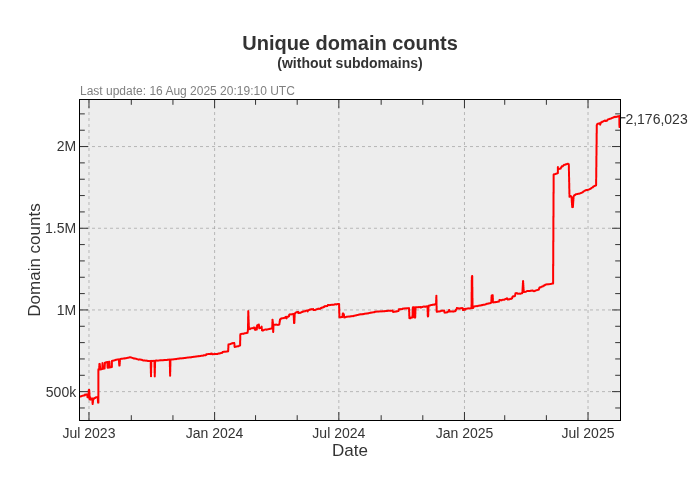 Unique domain counts
(without subdomains)
Last update: 16 Aug 2025 20:19:10 UTC
2,176,023
2M
1.5M
1M
500k
Domain counts
Jul 2023 Jan 2024 Jul 2024 Jan 2025 Jul 2025
Date